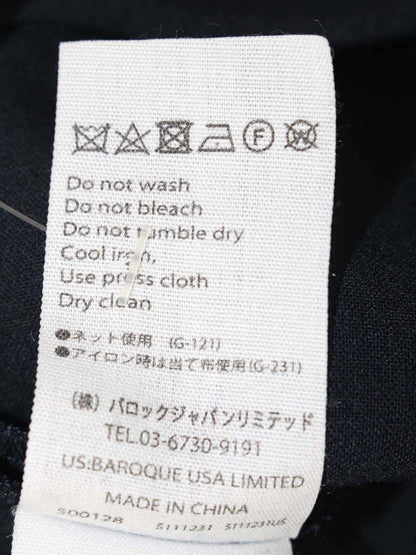 F W
Do not wash
Do not bleach
Do not tumble dry
Cool iron,
Use press cloth
Dry clean
●ネット使用 (G-121)
●アイロン時は当て布使用(G-231)
(株) バロックジャパンリミテッド
TEL.03-6730-9191
US:BAROQUE USA LIMITED
MADE IN CHINA
500128 5111231 5111231US